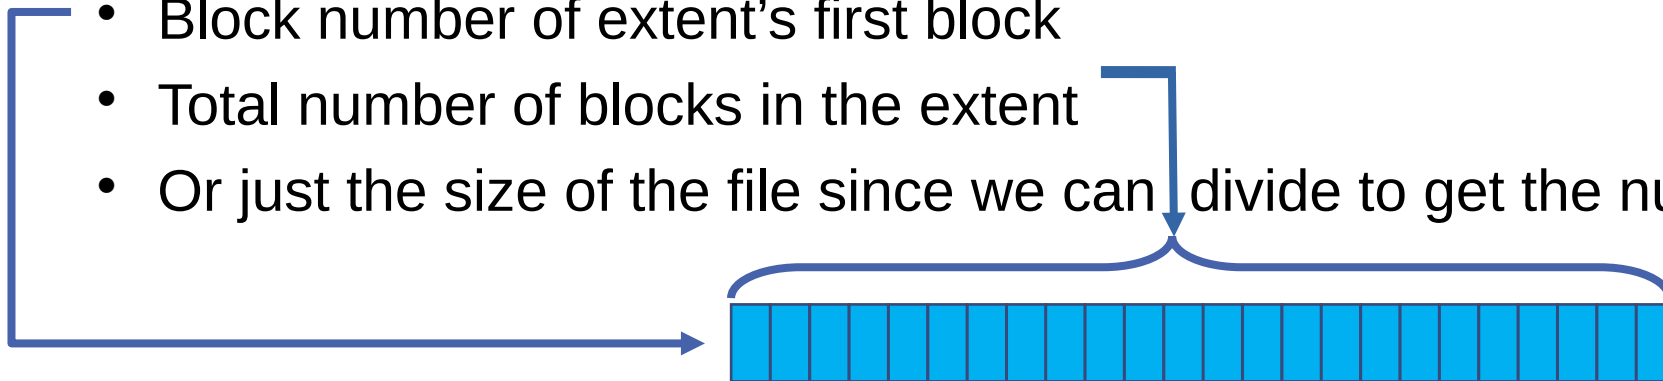 • Block number of extent’s first block
• Total number of blocks in the extent
• Or just the size of the file since we can divide to get the